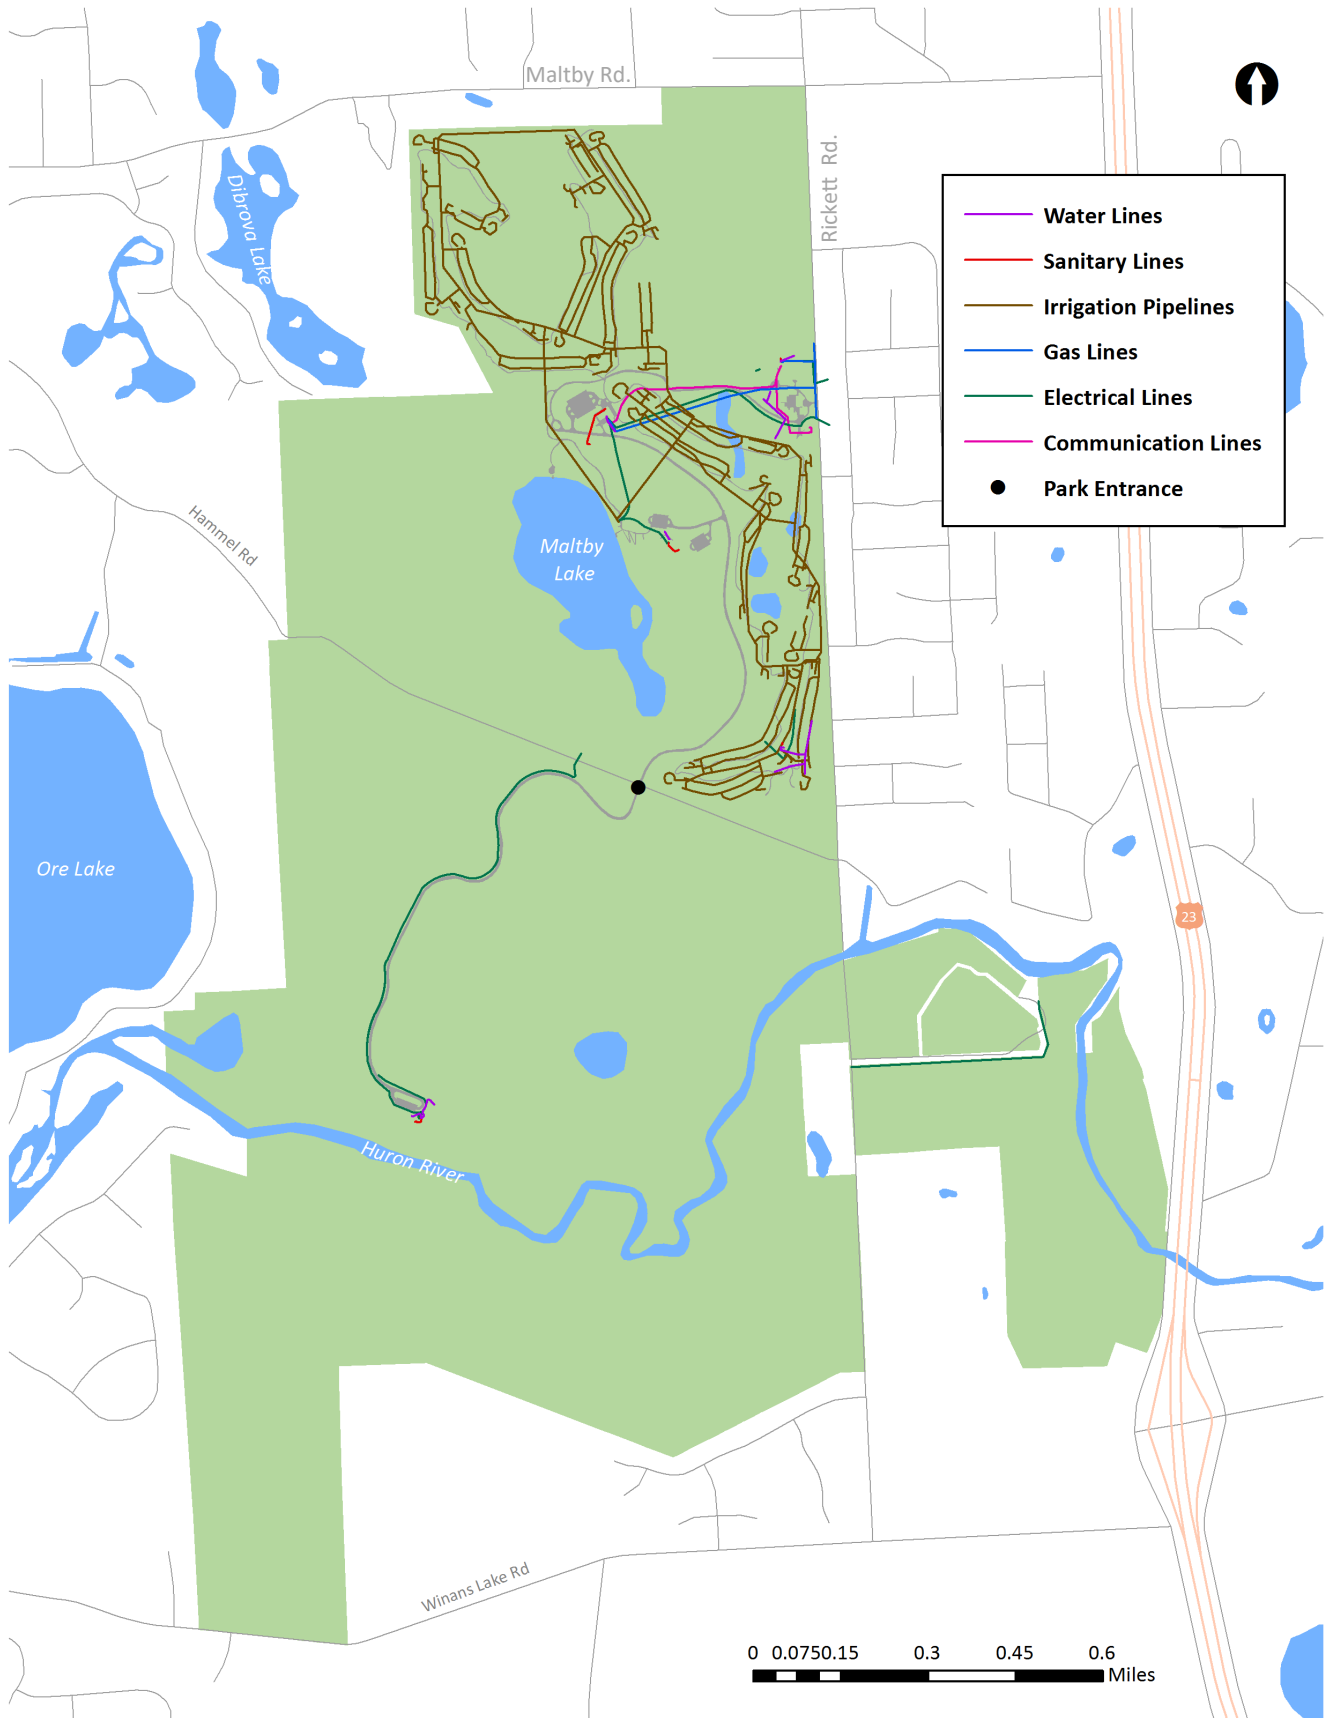 Maltby Rd.
Rickett Rd.
Dibrova Lake
Water Lines
Sanitary Lines
Irrigation Pipelines
Gas Lines
Electrical Lines
Communication Lines
Park Entrance
Hammel Rd
Maltby
Lake
Ore Lake
23
Huron River
Winans Lake Rd
0 0.0750.15 0.3 0.45 0.6
Miles